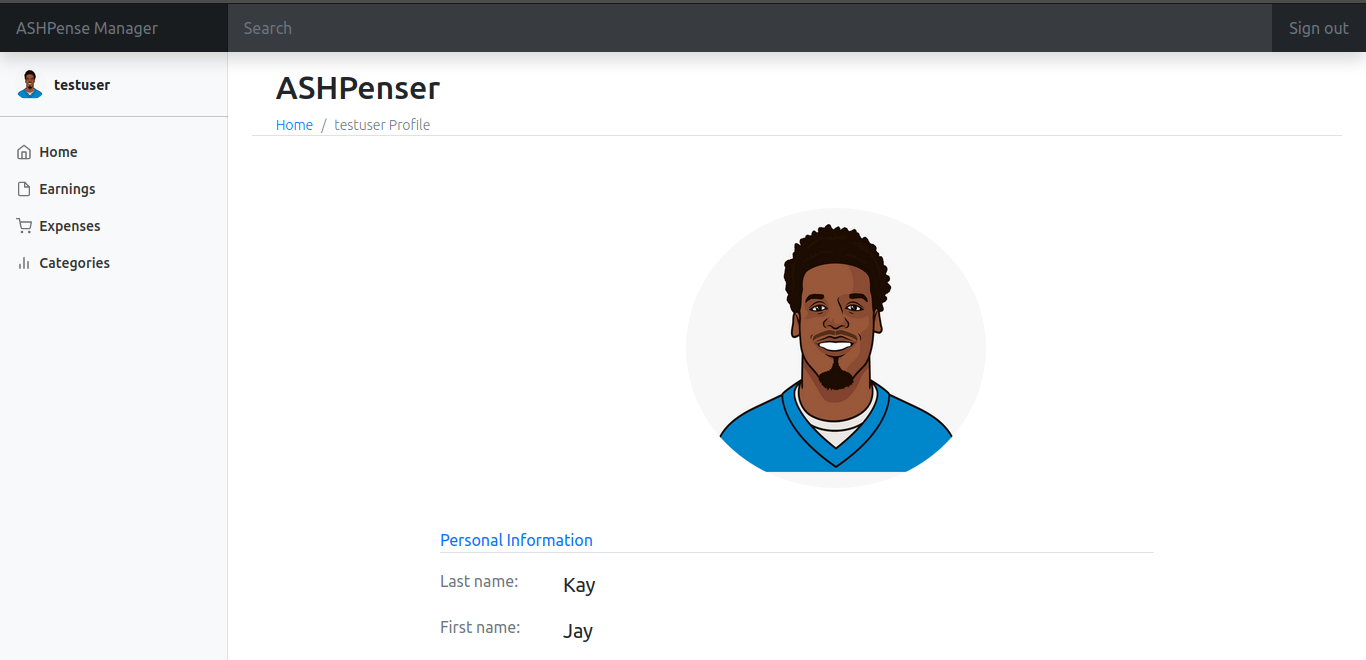 ASHPense Manager Search Sign out
testuser
Home
Earnings
Expenses
Categories
ASHPenser
Home / testuser Profile
Personal Information
Last name: Kay
First name: Jay